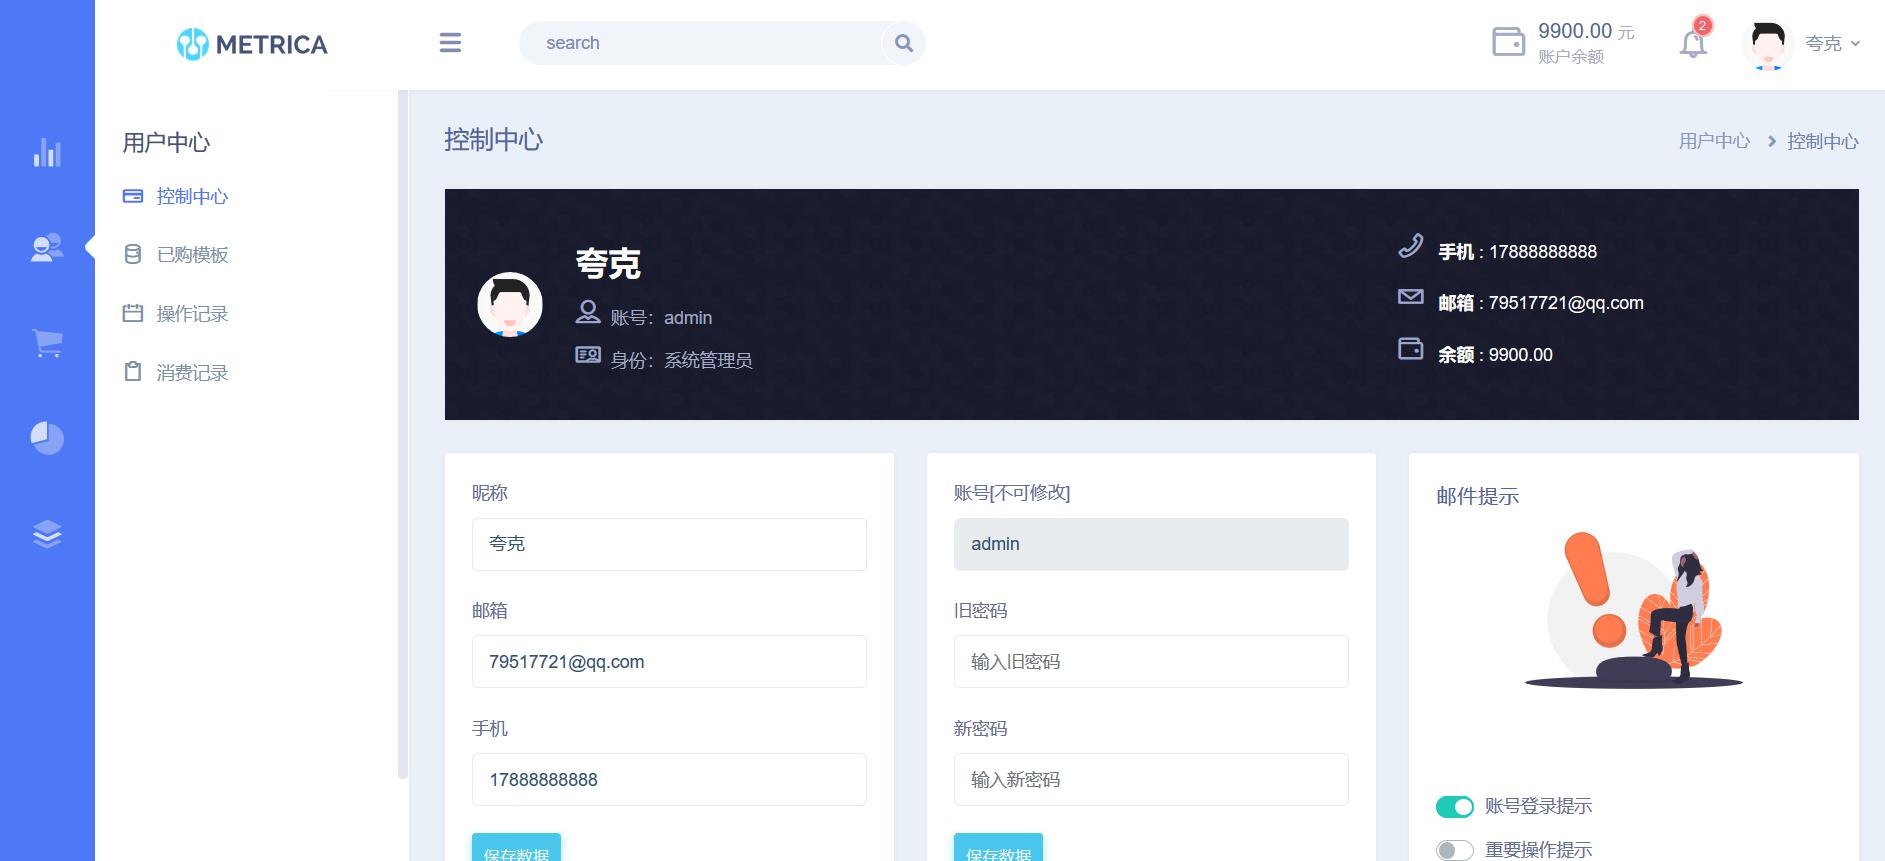 METRICA
search
9900.00 元
账户余额
2
夸克
用户中心
控制中心
已购模板
操作记录
消费记录
控制中心
用户中心 > 控制中心
夸克
账号：admin
身份：系统管理员
手机 : 17888888888
邮箱 : 79517721@qq.com
余额 : 9900.00
昵称
夸克
邮箱
79517721@qq.com
手机
17888888888
保存数据
账号[不可修改]
admin
旧密码
输入旧密码
新密码
输入新密码
保存数据
邮件提示
账号登录提示
重要操作提示